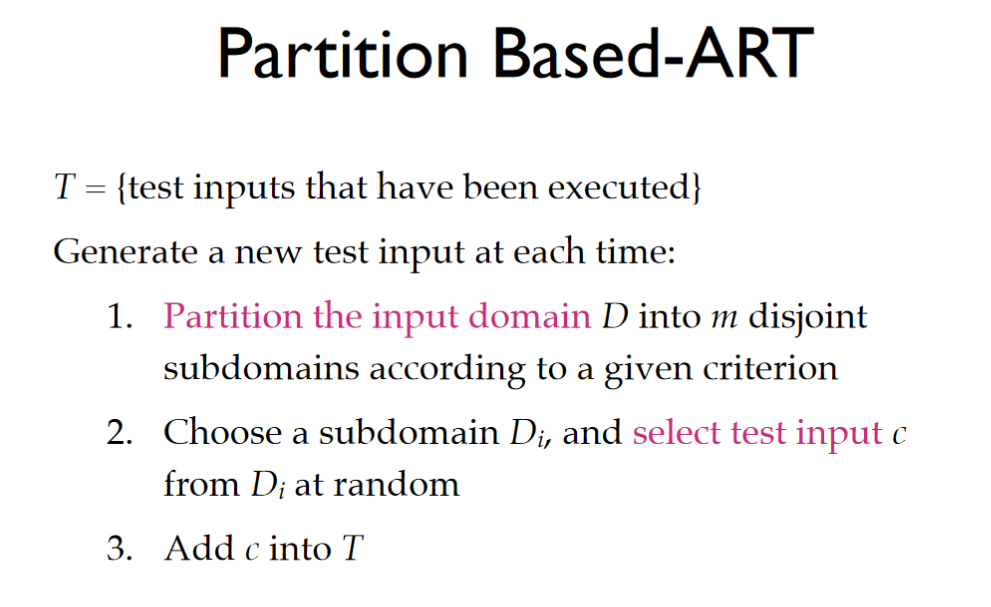 Partition Based-ART
T = {test inputs that have been executed}
Generate a new test input at each time:
1. Partition the input domain D into m disjoint
subdomains according to a given criterion
2. Choose a subdomain Di, and select test input c
from Di at random
3. Add c into T